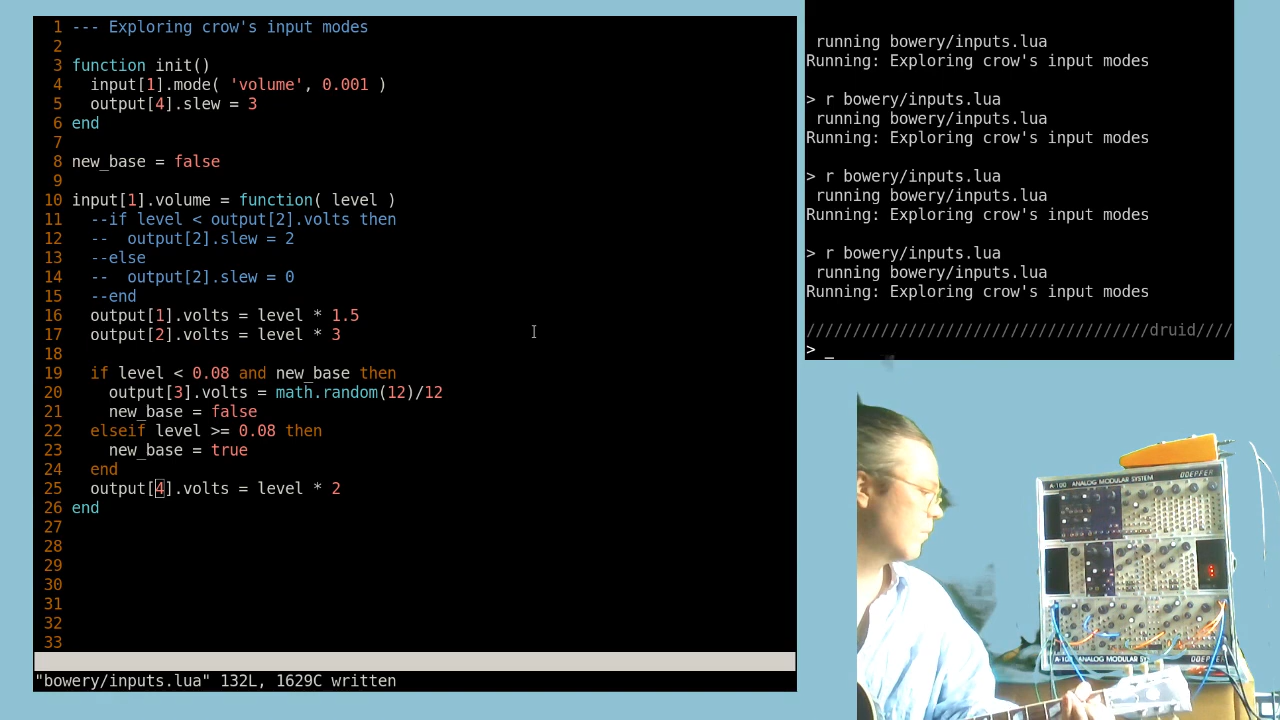 1 --- Exploring crow's input modes
2
3 function init()
4   input[1].mode( 'volume', 0.001 )
5   output[4].slew = 3
6 end
7
8 new_base = false
9
10 input[1].volume = function( level )
11   --if level < output[2].volts then
12   --  output[2].slew = 2
13   --else
14   --  output[2].slew = 0
15   --end
16   output[1].volts = level * 1.5
17   output[2].volts = level * 3
18
19   if level < 0.08 and new_base then
20     output[3].volts = math.random(12)/12
21     new_base = false
22   elseif level >= 0.08 then
23     new_base = true
24   end
25   output[4].volts = level * 2
26 end
27
28
29
30
31
32
33
"bowery/inputs.lua" 132L, 1629C written
running bowery/inputs.lua
Running: Exploring crow's input modes
> r bowery/inputs.lua
running bowery/inputs.lua
Running: Exploring crow's input modes
> r bowery/inputs.lua
running bowery/inputs.lua
Running: Exploring crow's input modes
> r bowery/inputs.lua
running bowery/inputs.lua
Running: Exploring crow's input modes
/////////////////////////////////////druid////
> _
A-100 ANALOG MODULAR SYSTEM DOEPFER
A-100 ANALOG MODULAR SY DOEPFER